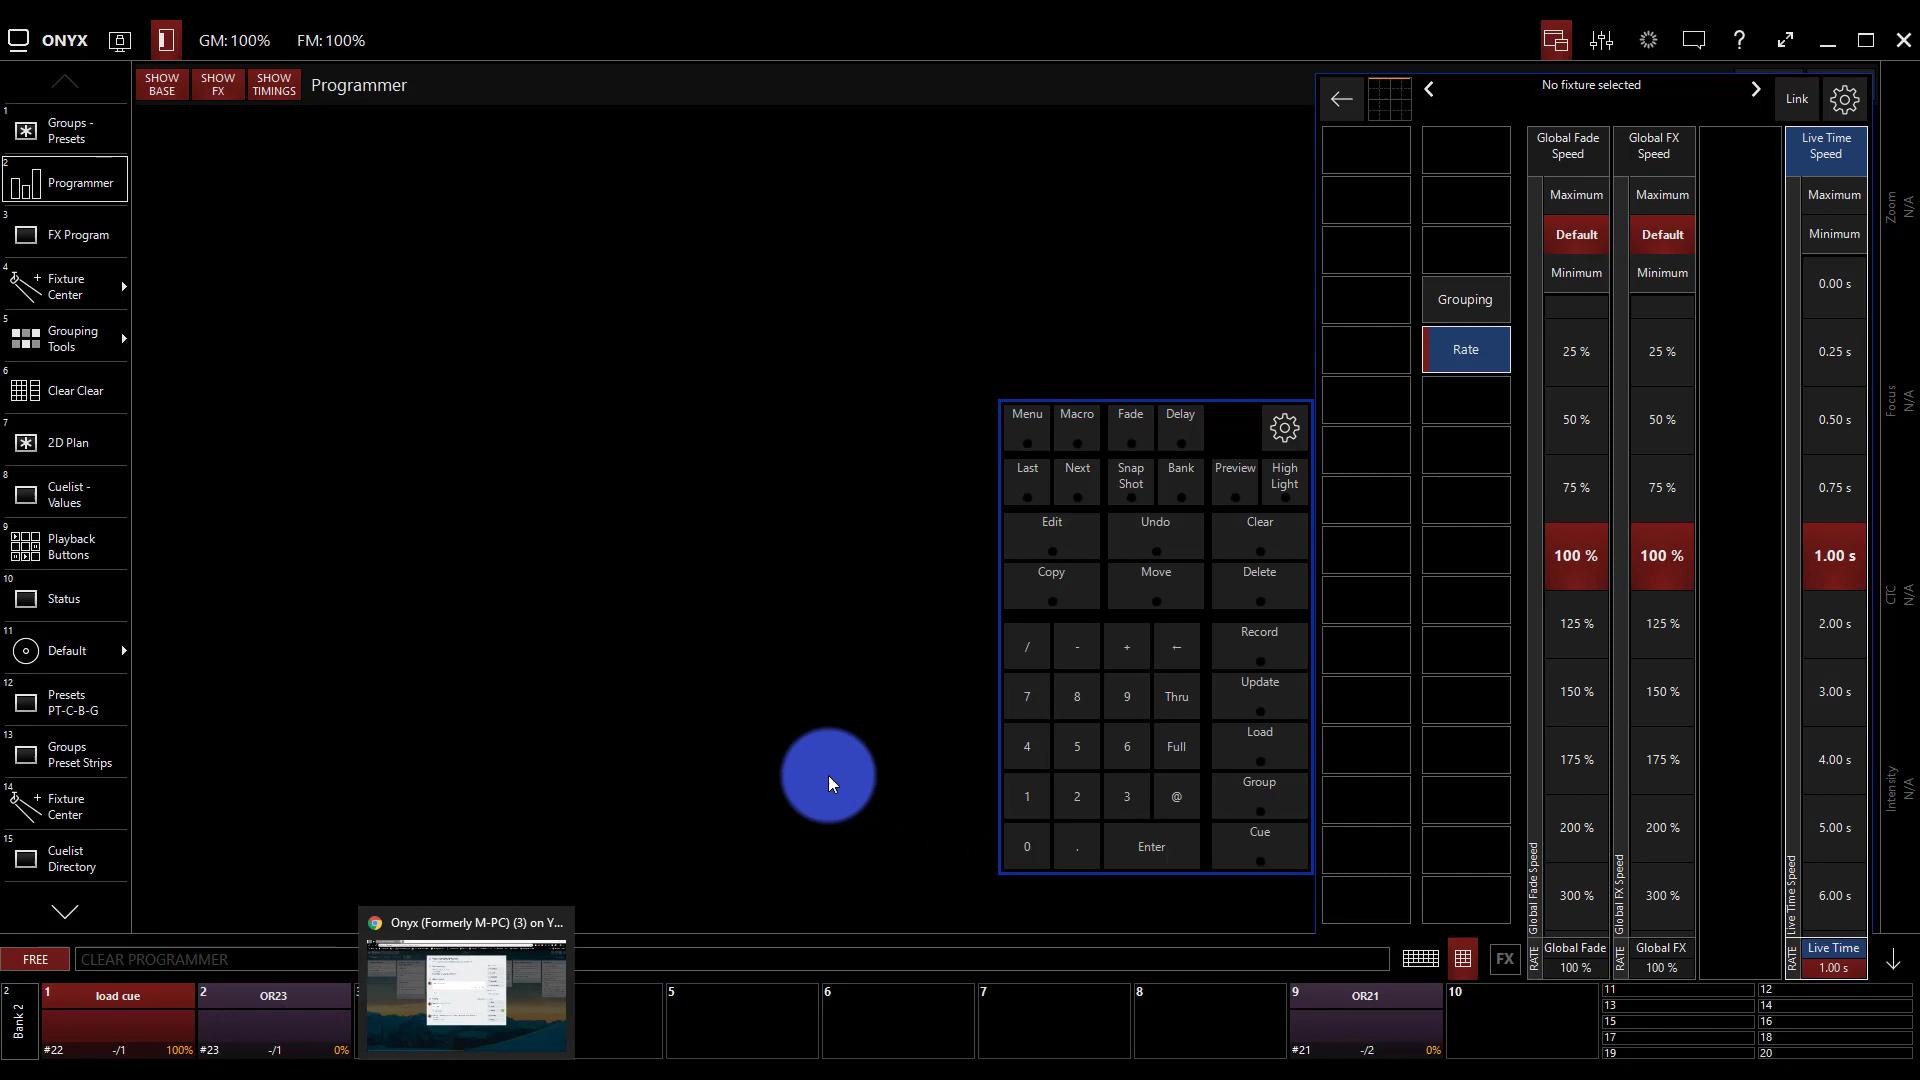 ONYX
GM: 100%
FM: 100%
?
1
Groups -
Presets
2
Programmer
3
FX Program
4
Fixture
Center
5
Grouping
Tools
6
Clear Clear
7
2D Plan
8
Cuelist -
Values
9
Playback
Buttons
10
Status
11
Default
12
Presets
PT-C-B-G
13
Groups
Preset Strips
14
Fixture
Center
15
Cuelist
Directory
SHOW
BASE
SHOW
FX
SHOW
TIMINGS
Programmer
Menu
Macro
Fade
Delay
Last
Next
Snap
Shot
Bank
Preview
High
Light
Edit
Undo
Clear
Copy
Move
Delete
/
-
+
←
Record
7
8
9
Thru
Update
4
5
6
Full
Load
1
2
3
@
Group
0
.
Enter
Cue
No fixture selected
Link
Grouping
Rate
Global Fade
Speed
Maximum
Default
Minimum
25 %
50 %
75 %
100 %
125 %
150 %
175 %
200 %
300 %
Global Fade Speed
RATE
Global Fade
100 %
Global FX
Speed
Maximum
Default
Minimum
25 %
50 %
75 %
100 %
125 %
150 %
175 %
200 %
300 %
Global FX Speed
RATE
Global FX
100 %
Live Time
Speed
Maximum
Minimum
0.00 s
0.25 s
0.50 s
0.75 s
1.00 s
2.00 s
3.00 s
4.00 s
5.00 s
6.00 s
Live Time Speed
RATE
Live Time
1.00 s
Zoom
N/A
Focus
N/A
CTC
N/A
Intensity
N/A
Onyx (Formerly M-PC) (3) on Y...
FREE
CLEAR PROGRAMMER
FX
2
Bank 2
1
load cue
#22
-/1
100%
2
OR23
#23
-/1
0%
5
6
7
8
9
OR21
#21
-/2
0%
10
11
12
13
14
15
16
17
18
19
20